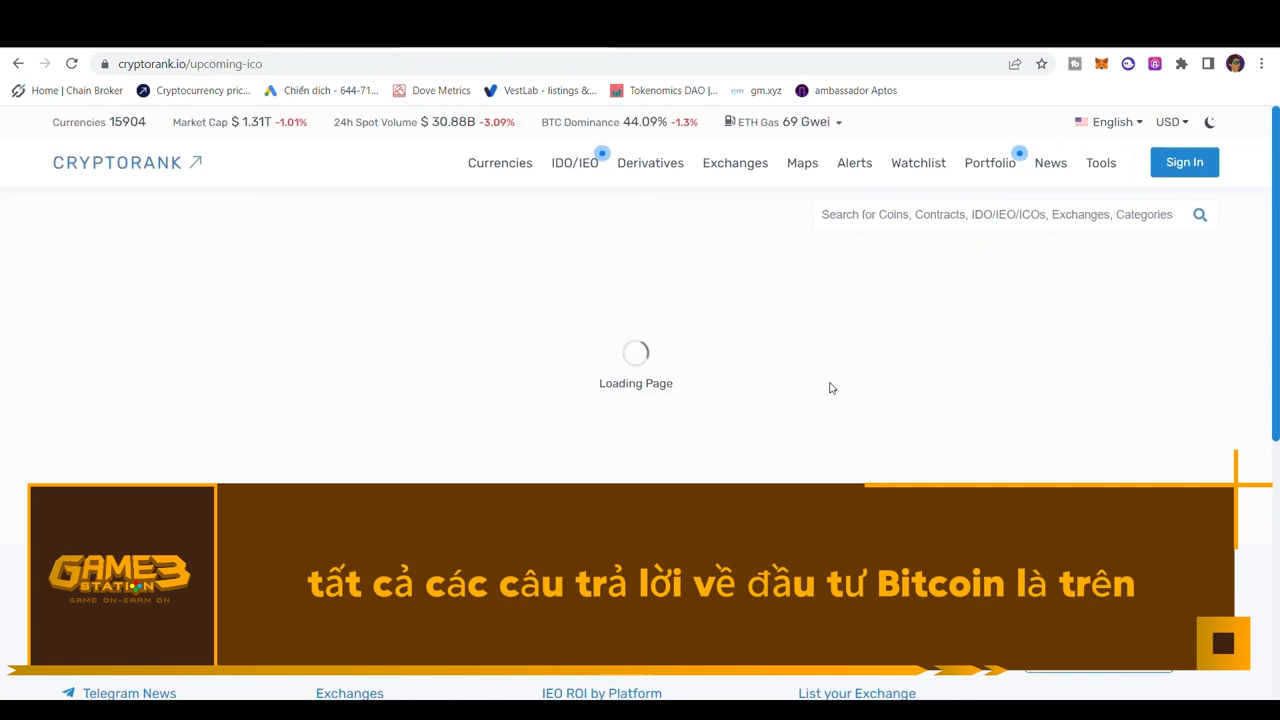 cryptorank.io/upcoming-ico
Home | Chain Broker Cryptocurrency pric... Chiến dich - 644-71... Dove Metrics VestLab - listings &... Tokenomics DAO |... gm gm.xyz ambassador Aptos
Currencies 15904 Market Cap $ 1.31T -1.01% 24h Spot Volume $ 30.88B -3.09% BTC Dominance 44.09% -1.3% ETH Gas 69 Gwei English USD
CRYPTORANK Currencies IDO/IEO Derivatives Exchanges Maps Alerts Watchlist Portfolio News Tools Sign In
Search for Coins, Contracts, IDO/IEO/ICOs, Exchanges, Categories
Loading Page
GAME3
STATION
GAME ON-EARN ON
tất cả các câu trả lời về đầu tư Bitcoin là trên
Telegram News Exchanges IEO ROI by Platform List your Exchange